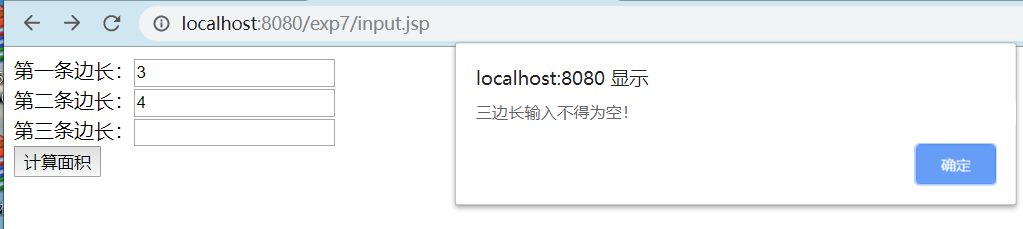 localhost:8080/exp7/input.jsp
第一条边长：3
第二条边长：4
第三条边长：
计算面积
localhost:8080 显示
三边长输入不得为空！
确定